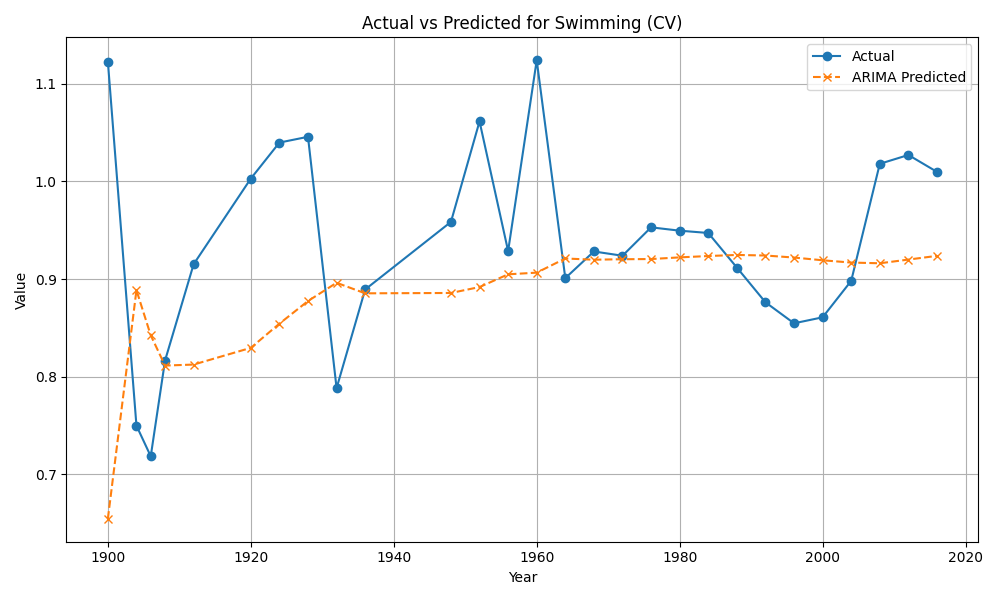 Actual vs Predicted for Swimming (CV)
Actual
ARIMA Predicted
1.1
1.0
0.9
0.8
0.7
Value
1900 1920 1940 1960 1980 2000 2020
Year